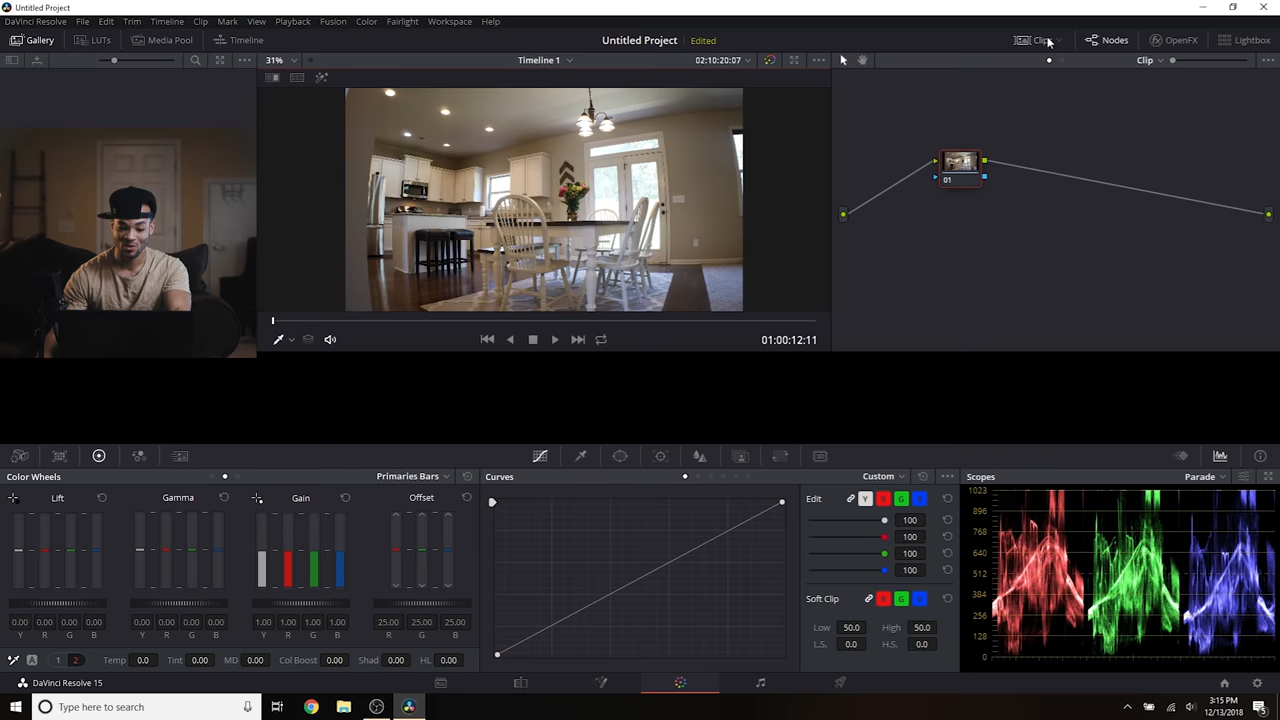 Untitled Project
DaVinci Resolve File Edit Trim Timeline Clip Mark View Playback Fusion Color Fairlight Workspace Help
Gallery LUTs Media Pool Timeline Untitled Project Edited Clips Nodes OpenFX Lightbox
31% Timeline 1 02:10:20:07 Clip
01
01:00:12:11
Color Wheels Primaries Bars Curves Custom Scopes Parade
Lift Gamma Gain Offset Edit Y R G B
1023
896
768
640
512
384
256
128
0
100
100
100
100
Soft Clip R G B
0.00 0.00 0.00 0.00 0.00 0.00 0.00 0.00 1.00 1.00 1.00 1.00 25.00 25.00 25.00 Low 50.0 High 50.0
Y R G B Y R G B Y R G B R G B L.S. 0.0 H.S. 0.0
A 1 2 Temp 0.0 Tint 0.00 MD 0.00 Col Boost 0.00 Shad 0.00 HL 0.00
DaVinci Resolve 15
Type here to search
3:15 PM
12/13/2018
5